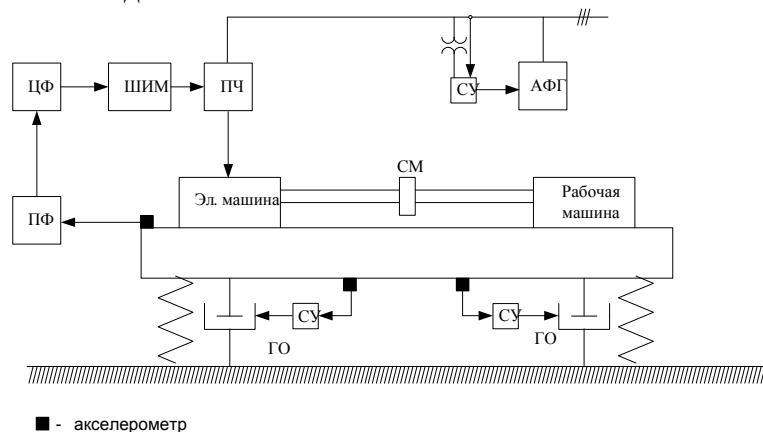 ЦФ
ШИМ
ПЧ
СУ
АФГ
СМ
Эл. машина
Рабочая
машина
ПФ
СУ
СУ
ГО
ГО
- акселерометр